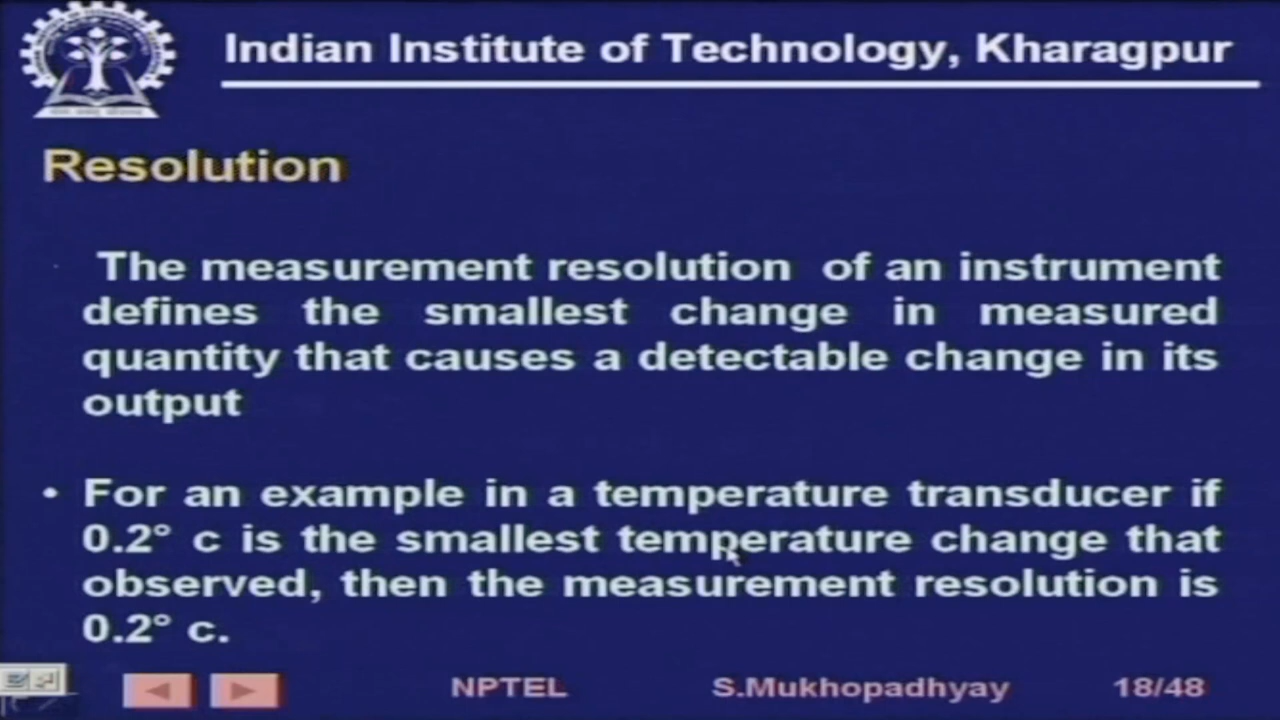 Indian Institute of Technology, Kharagpur
Resolution
The measurement resolution of an instrument
defines the smallest change in measured
quantity that causes a detectable change in its
output
• For an example in a temperature transducer if
0.2° c is the smallest temperature change that
observed, then the measurement resolution is
0.2° c.
NPTEL S.Mukhopadhyay 18/48